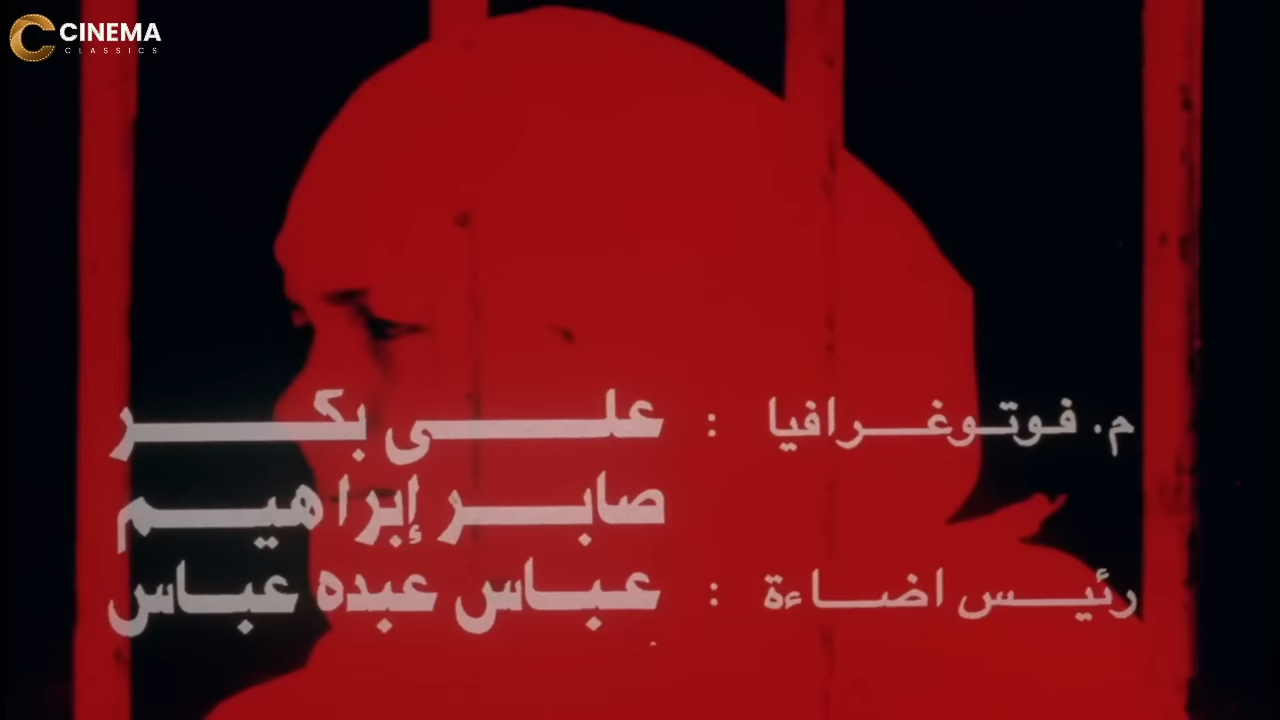 CINEMA
CLASSICS
م. فوتوغرافيا : على بكر
صابر إبراهيم
رئيس اضاءة : عباس عبده عباس